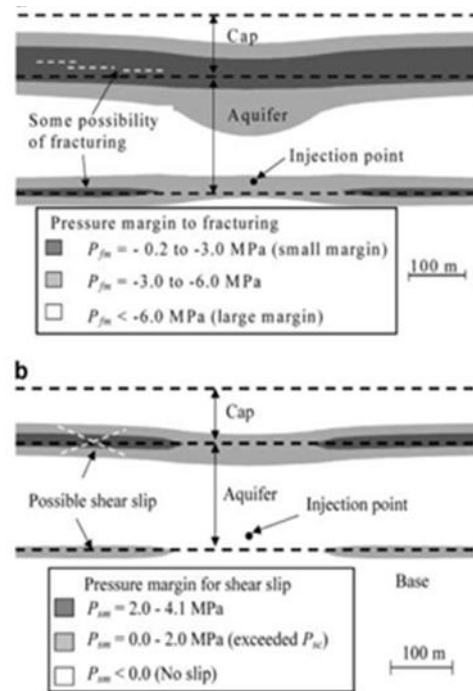 Cap
Aquifer
Some possibility
of fracturing
Injection point
Pressure margin to fracturing
P_fm = - 0.2 to -3.0 MPa (small margin)
P_fm = -3.0 to -6.0 MPa
P_fm < -6.0 MPa (large margin)
100 m
b
Cap
Possible shear slip
Aquifer
Injection point
Pressure margin for shear slip
P_sm = 2.0 - 4.1 MPa
P_sm = 0.0 - 2.0 MPa (exceeded P_sc)
P_sm < 0.0 (No slip)
Base
100 m